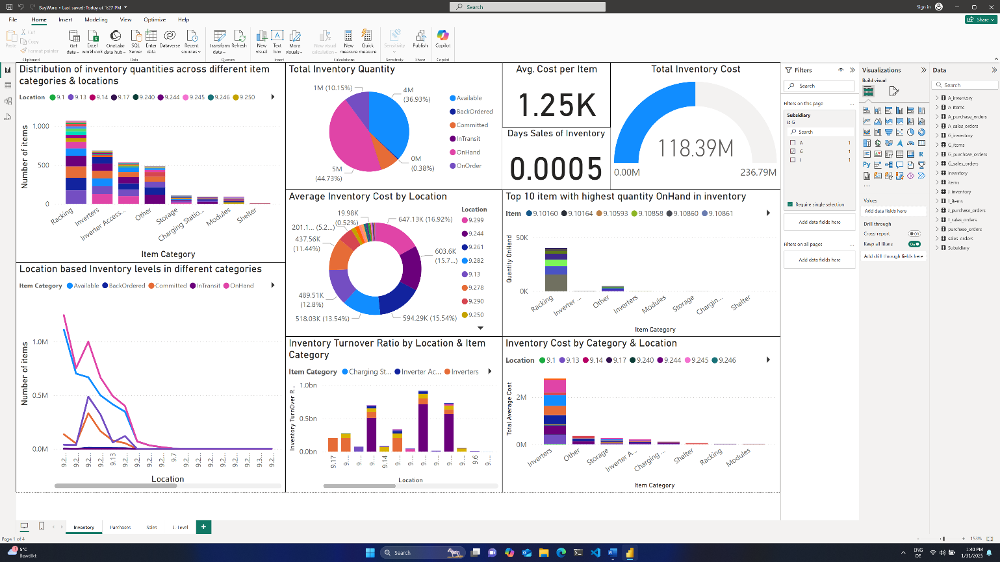 BayWare • Last saved: Today at 1:27 PM
Search
Sign in
File Home Insert Modeling View Optimize Help
Share
Paste
Cut
Copy
Format painter
Clipboard
Get data
Excel workbook
OneLake data hub
SQL Server
Enter data
Dataverse
Recent sources
Data
Transform data
Refresh
Queries
New visual
Text box
More visuals
Insert
New visual calculation
New measure
Quick measure
Calculations
Sensitivity
Sensitivity
Publish
Share
Copilot
Copilot
Distribution of inventory quantities across different item
categories & locations
Location 9.1 9.13 9.14 9.17 9.240 9.244 9.245 9.246 9.250
Number of items
1,000
500
0
Racking
Inverters
Inverter Access...
Other
Storage
Charging Statio...
Modules
Shelter
Item Category
Location based Inventory levels in different categories
Item Category Available BackOrdered Committed InTransit OnHand
Number of items
1.0M
0.5M
0.0M
9.2... 9.2... 9.2... 9.2... 9.13 9.2... 9.2... 9.2... 9.2... 9.7 9.2... 9.2... 9.2... 9.2... 9.2... 9.2... 9.3... 9.2...
Location
Total Inventory Quantity
1M (10.15%)
4M
(36.93%)
0M
(0.38%)
5M
(44.73%)
Available
BackOrdered
Committed
InTransit
OnHand
OnOrder
Avg. Cost per Item
1.25K
Days Sales of Inventory
0.0005
Total Inventory Cost
118.39M
0.00M
236.79M
Average Inventory Cost by Location
19.98K
(0.52%)
647.13K (16.92%)
201.1... (5.2...)
437.56K
(11.44%)
603.6K
(15.7...)
489.51K
(12.8%)
518.03K (13.54%)
594.29K (15.54%)
Location
9.299
9.244
9.261
9.282
9.13
9.278
9.290
9.250
Top 10 item with highest quantity OnHand in inventory
Item 9.10160 9.10164 9.10593 9.10858 9.10860 9.10861
Quantity OnHand
50K
0K
Racking
Inverter ...
Other
Inverters
Modules
Storage
Chargin...
Shelter
Item Category
Inventory Turnover Ratio by Location & Item
Category
Item Category Charging St... Inverter Ac... Inverters
Inventory TurnOver R...
1.0bn
0.5bn
0.0bn
9.17 9.... 9.... 9.... 9.14 9.... 9.... 9.... 9.... 9.... 9.... 9.6 9....
Location
Inventory Cost by Category & Location
Location 9.1 9.13 9.14 9.17 9.240 9.244 9.245 9.246
Total Average Cost
2M
0M
Inverters
Other
Storage
Inverter A...
Charging ...
Shelter
Racking
Modules
Item Category
Filters
Search
Filters on this page
Subsidiary
is G
Search
A 1
G 1
J 1
Require single selection
Add data fields here
Filters on all pages
Add data fields here
Visualizations
Build visual
Values
Add data fields here
Drill through
Cross-report
Off
Keep all filters
On
Add drill through fields here
Data
Search
A_inventory
A_items
A_purchase_orders
A_sales_orders
G_inventory
G_items
G_purchase_orders
G_sales_orders
inventory
items
J_inventory
J_items
J_purchase_orders
J_sales_orders
purchase_orders
sales_orders
Subsidiary
Inventory Purchases Sales C_Level
Page 1 of 4
153%
5°C
Bewölkt
Search
ENG
DE
1:40 PM
1/31/2025